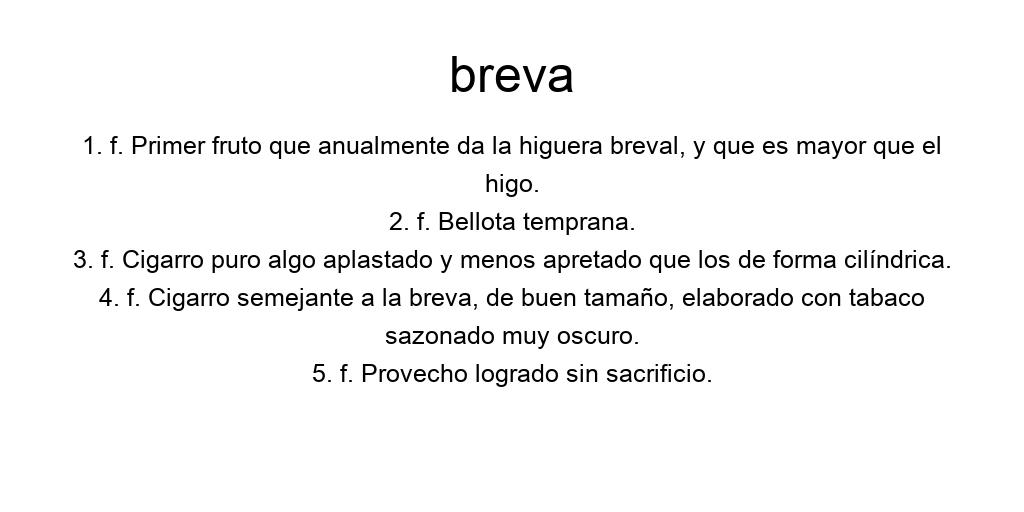 breva
1. f. Primer fruto que anualmente da la higuera breval, y que es mayor que el
higo.
2. f. Bellota temprana.
3. f. Cigarro puro algo aplastado y menos apretado que los de forma cilíndrica.
4. f. Cigarro semejante a la breva, de buen tamaño, elaborado con tabaco
sazonado muy oscuro.
5. f. Provecho logrado sin sacrificio.